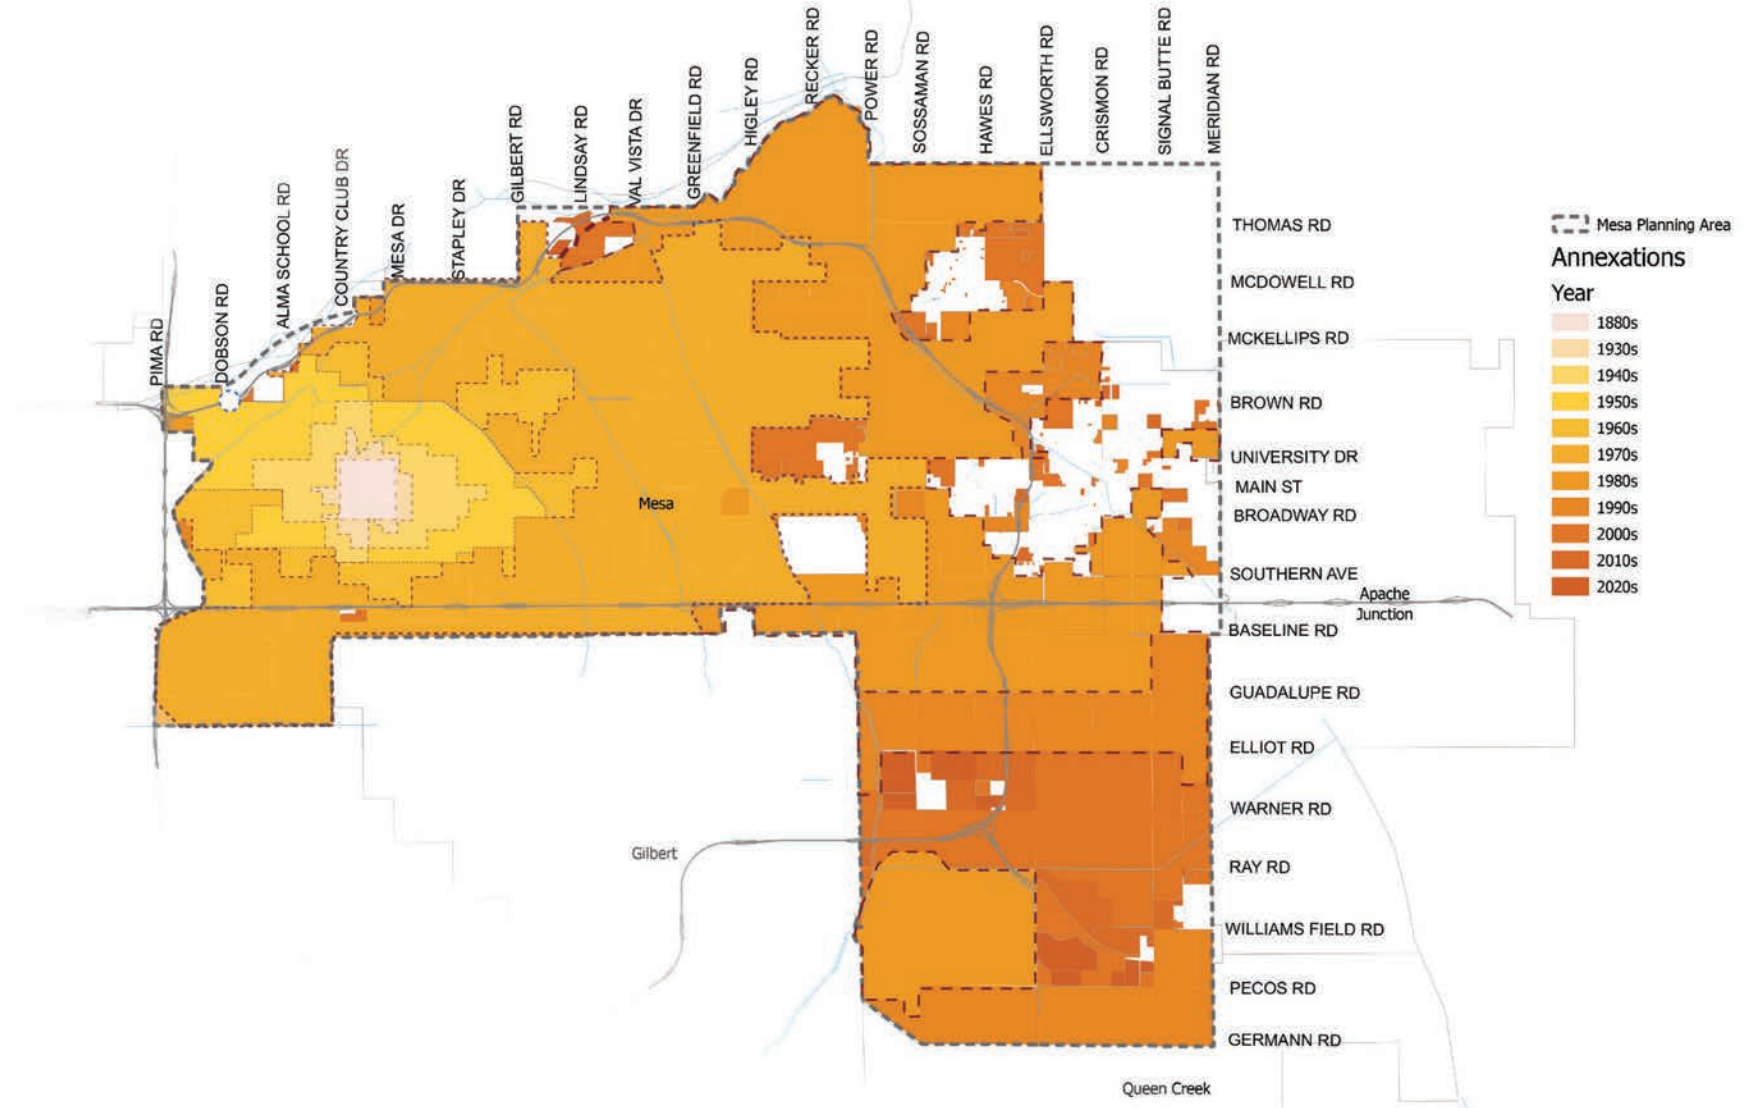 PIMA RD
DOBSON RD
ALMA SCHOOL RD
COUNTRY CLUB DR
MESA DR
STAPLEY DR
GILBERT RD
LINDSAY RD
VAL VISTA DR
GREENFIELD RD
HIGLEY RD
RECKER RD
POWER RD
SOSSAMAN RD
HAWES RD
ELLSWORTH RD
CRISMON RD
SIGNAL BUTTE RD
MERIDIAN RD
THOMAS RD
MCDOWELL RD
MCKELLIPS RD
BROWN RD
UNIVERSITY DR
MAIN ST
BROADWAY RD
SOUTHERN AVE
BASELINE RD
GUADALUPE RD
ELLIOT RD
WARNER RD
RAY RD
WILLIAMS FIELD RD
PECOS RD
GERMANN RD
Mesa
Apache
Junction
Gilbert
Queen Creek
Mesa Planning Area
Annexations
Year
1880s
1930s
1940s
1950s
1960s
1970s
1980s
1990s
2000s
2010s
2020s